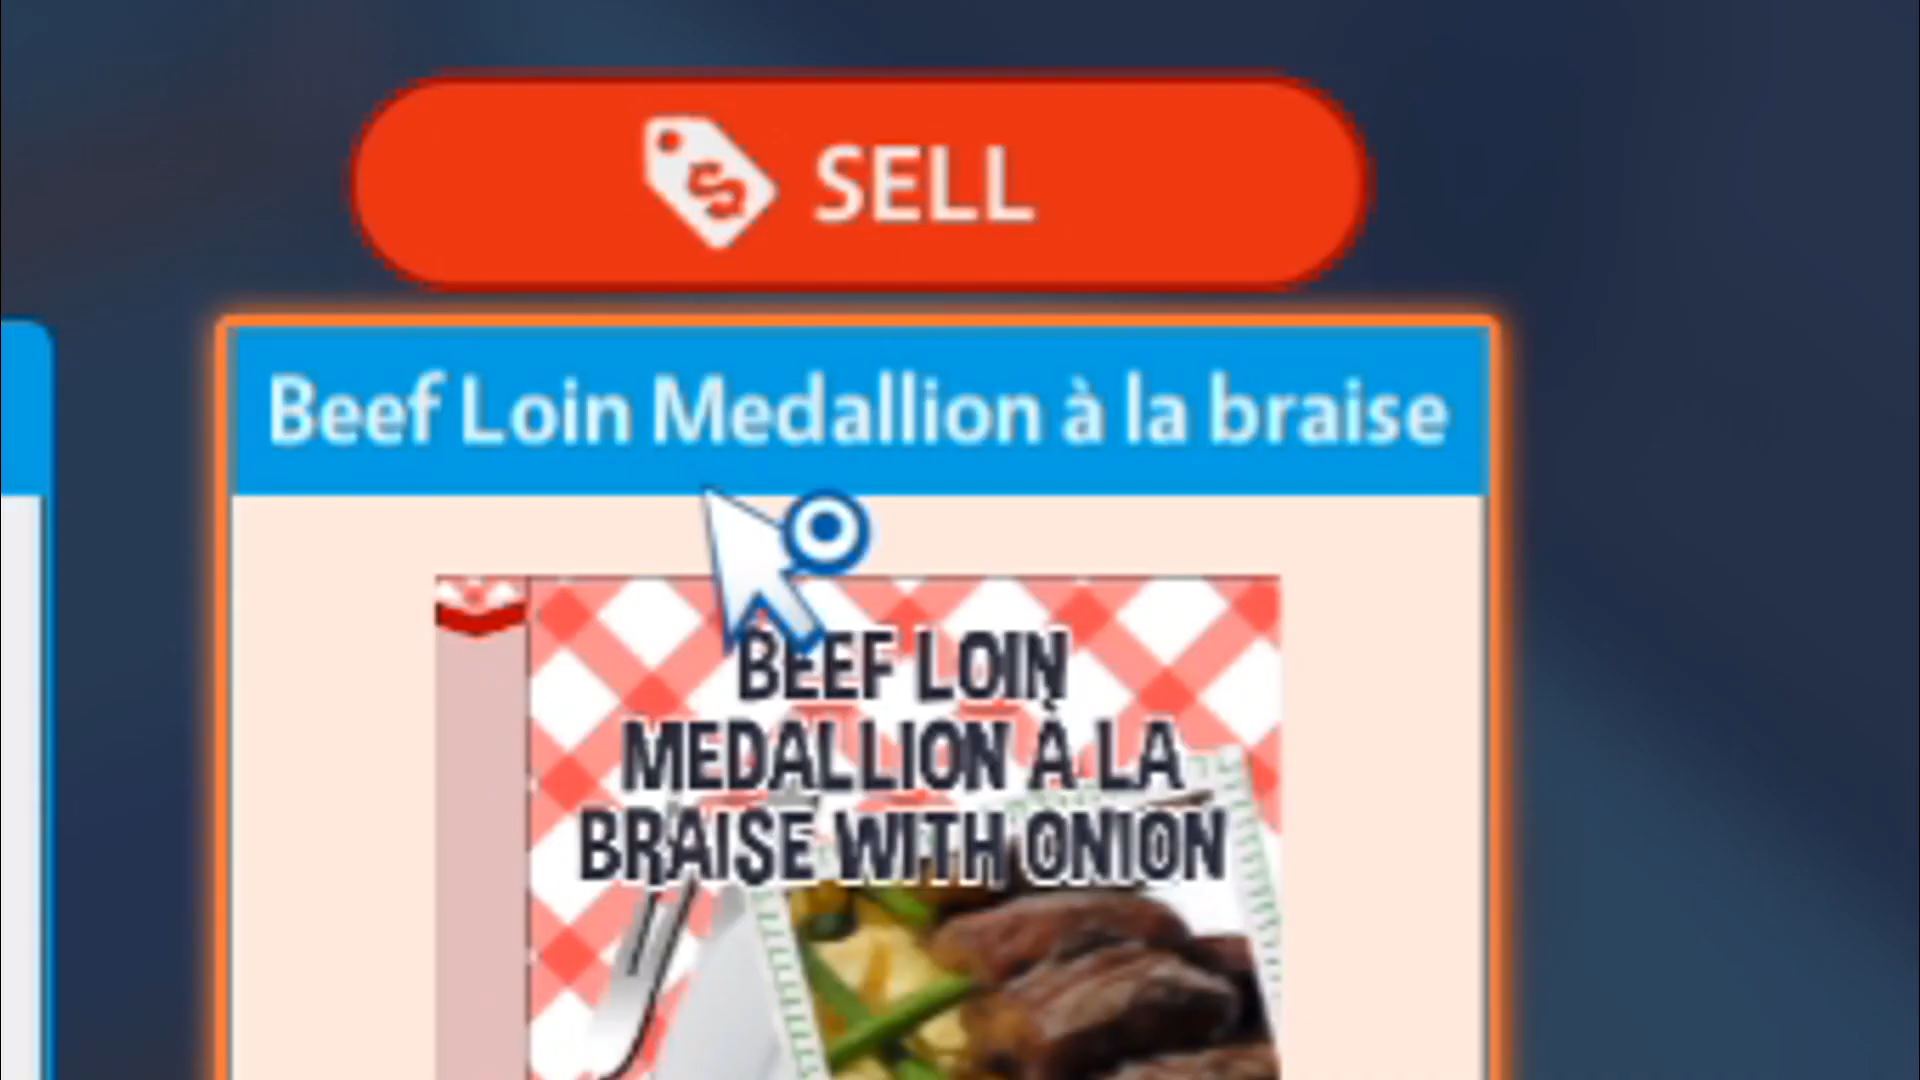 SELL
Beef Loin Medallion à la braise
BEEF LOIN
MEDALLION À LA
BRAISE WITH ONION